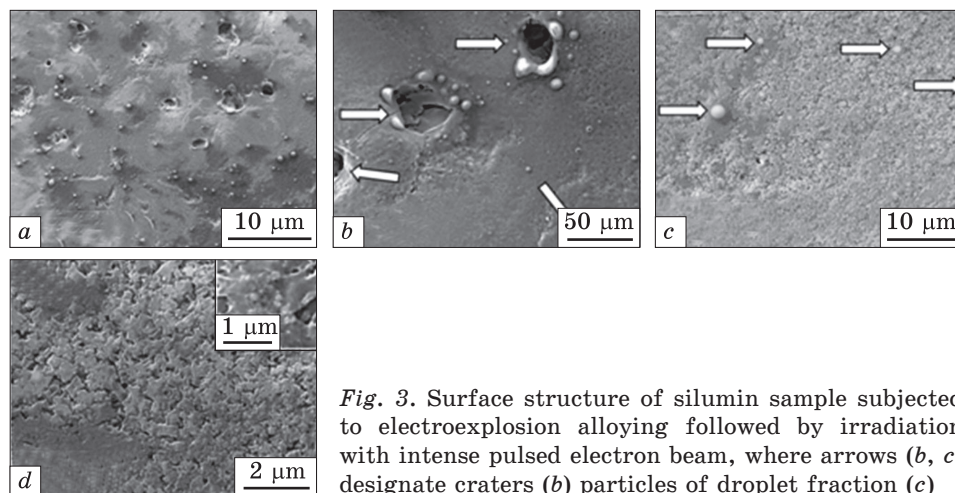 a
10 μm
b
50 μm
c
10 μm
d
1 μm
2 μm
Fig. 3. Surface structure of silumin sample subjected
to electroexplosion alloying followed by irradiation
with intense pulsed electron beam, where arrows (b, c
designate craters (b) particles of droplet fraction (c)